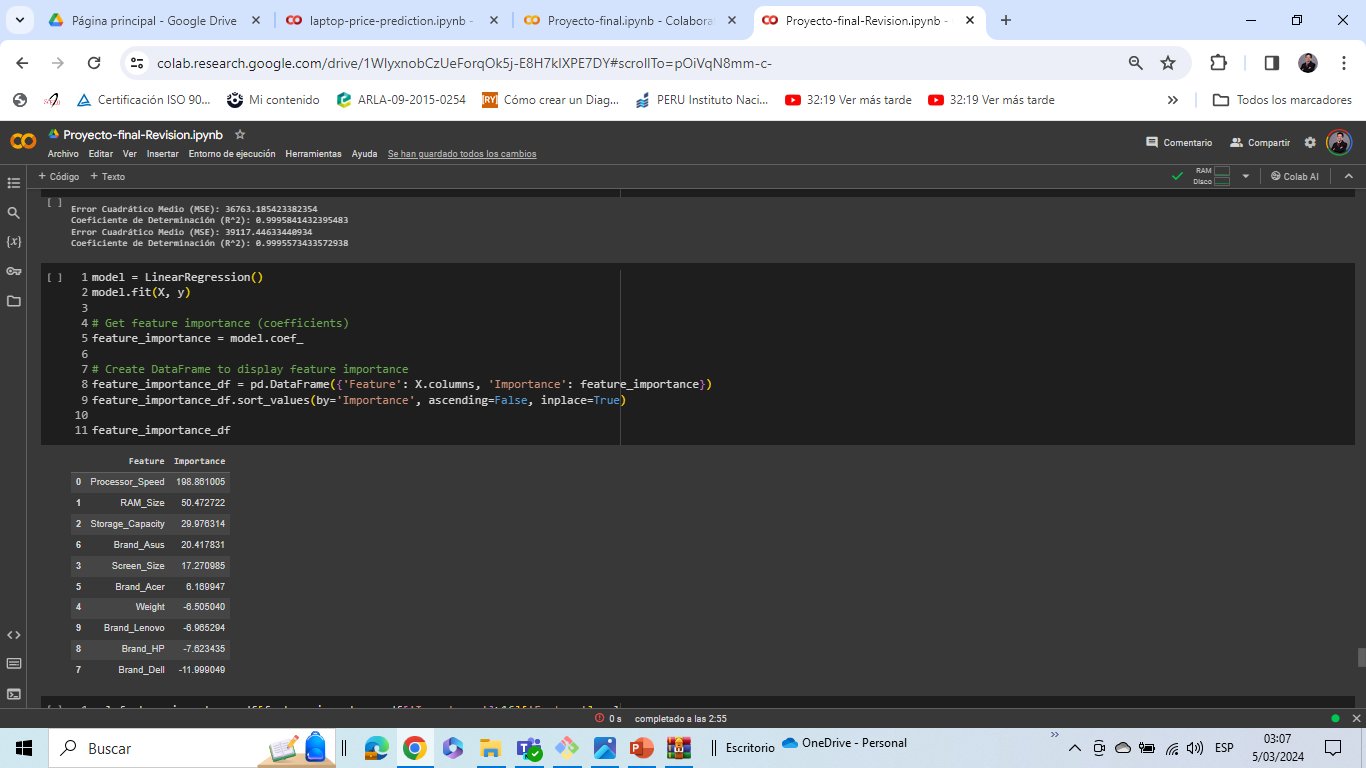 Página principal - Google Drive
laptop-price-prediction.ipynb -
Proyecto-final.ipynb - Colabora
Proyecto-final-Revision.ipynb -
colab.research.google.com/drive/1WlyxnobCzUeForqOk5j-E8H7klXPE7DY#scrollTo=pOiVqN8mm-c-
Certificación ISO 90...
Mi contenido
ARLA-09-2015-0254
Cómo crear un Diag...
PERU Instituto Naci...
32:19 Ver más tarde
32:19 Ver más tarde
Todos los marcadores
Proyecto-final-Revision.ipynb
Comentario
Compartir
Archivo Editar Ver Insertar Entorno de ejecución Herramientas Ayuda Se han guardado todos los cambios
+ Código + Texto
RAM
Disco
Colab AI
[ ]
Error Cuadrático Medio (MSE): 36763.185423382354
Coeficiente de Determinación (R^2): 0.9995841432395483
Error Cuadrático Medio (MSE): 39117.44633440934
Coeficiente de Determinación (R^2): 0.9995573433572938
[ ] 1 model = LinearRegression()
2 model.fit(X, y)
3
4 # Get feature importance (coefficients)
5 feature_importance = model.coef_
6
7 # Create DataFrame to display feature importance
8 feature_importance_df = pd.DataFrame({'Feature': X.columns, 'Importance': feature_importance})
9 feature_importance_df.sort_values(by='Importance', ascending=False, inplace=True)
10
11 feature_importance_df
Feature Importance
0 Processor_Speed 198.861005
1 RAM_Size 50.472722
2 Storage_Capacity 29.976314
6 Brand_Asus 20.417831
3 Screen_Size 17.270985
5 Brand_Acer 6.169947
4 Weight -6.505040
9 Brand_Lenovo -6.965294
8 Brand_HP -7.623435
7 Brand_Dell -11.999049
0 s completado a las 2:55
Buscar
Escritorio
OneDrive - Personal
ESP
03:07
5/03/2024